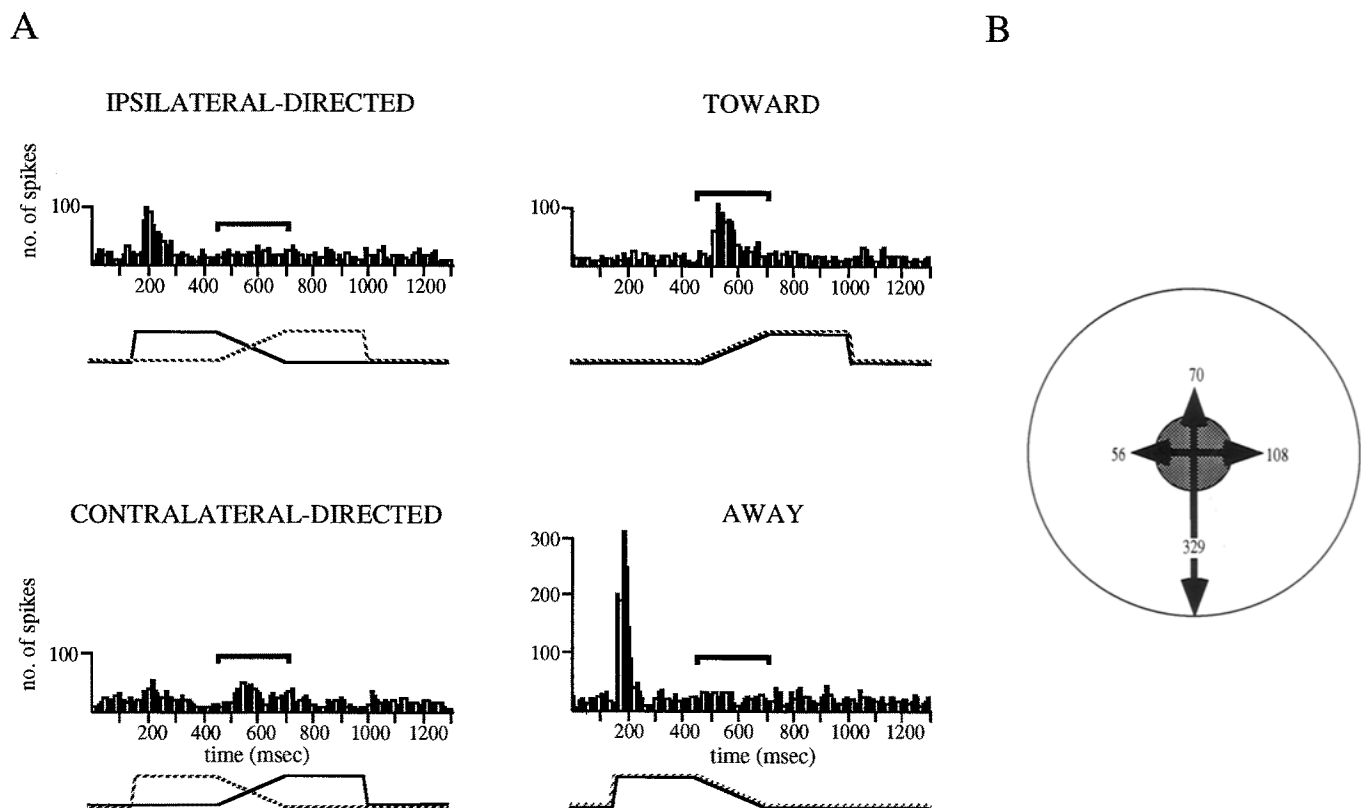 A
B
IPSILATERAL-DIRECTED
TOWARD
no. of spikes
100
200 400 600 800 1000 1200
100
200 400 600 800 1000 1200
70
56
108
329
CONTRALATERAL-DIRECTED
AWAY
no. of spikes
100
200 400 600 800 1000 1200
time (msec)
300
200
100
200 400 600 800 1000 1200
time (msec)